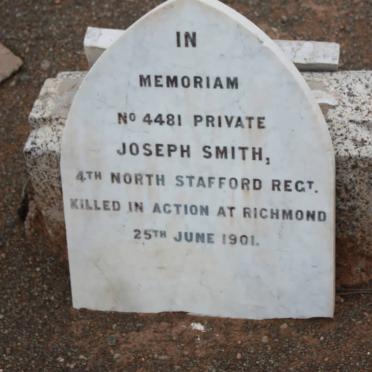 IN
MEMORIAM
No 4481 PRIVATE
JOSEPH SMITH,
4TH NORTH STAFFORD REGT.
KILLED IN ACTION AT RICHMOND
25TH JUNE 1901.